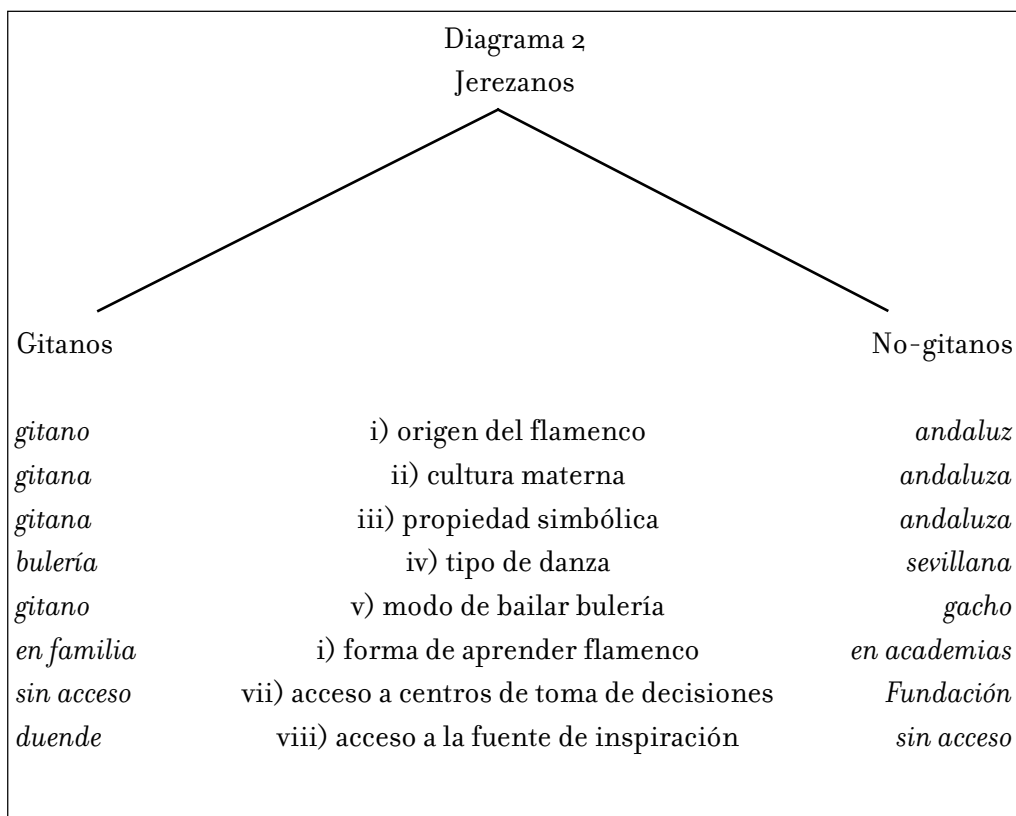 Diagrama 2
Jerezanos
Gitanos No-gitanos
gitano i) origen del flamenco andaluz
gitana ii) cultura materna andaluza
gitana iii) propiedad simbólica andaluza
bulería iv) tipo de danza sevillana
gitano v) modo de bailar bulería gacho
en familia i) forma de aprender flamenco en academias
sin acceso vii) acceso a centros de toma de decisiones Fundación
duende viii) acceso a la fuente de inspiración sin acceso